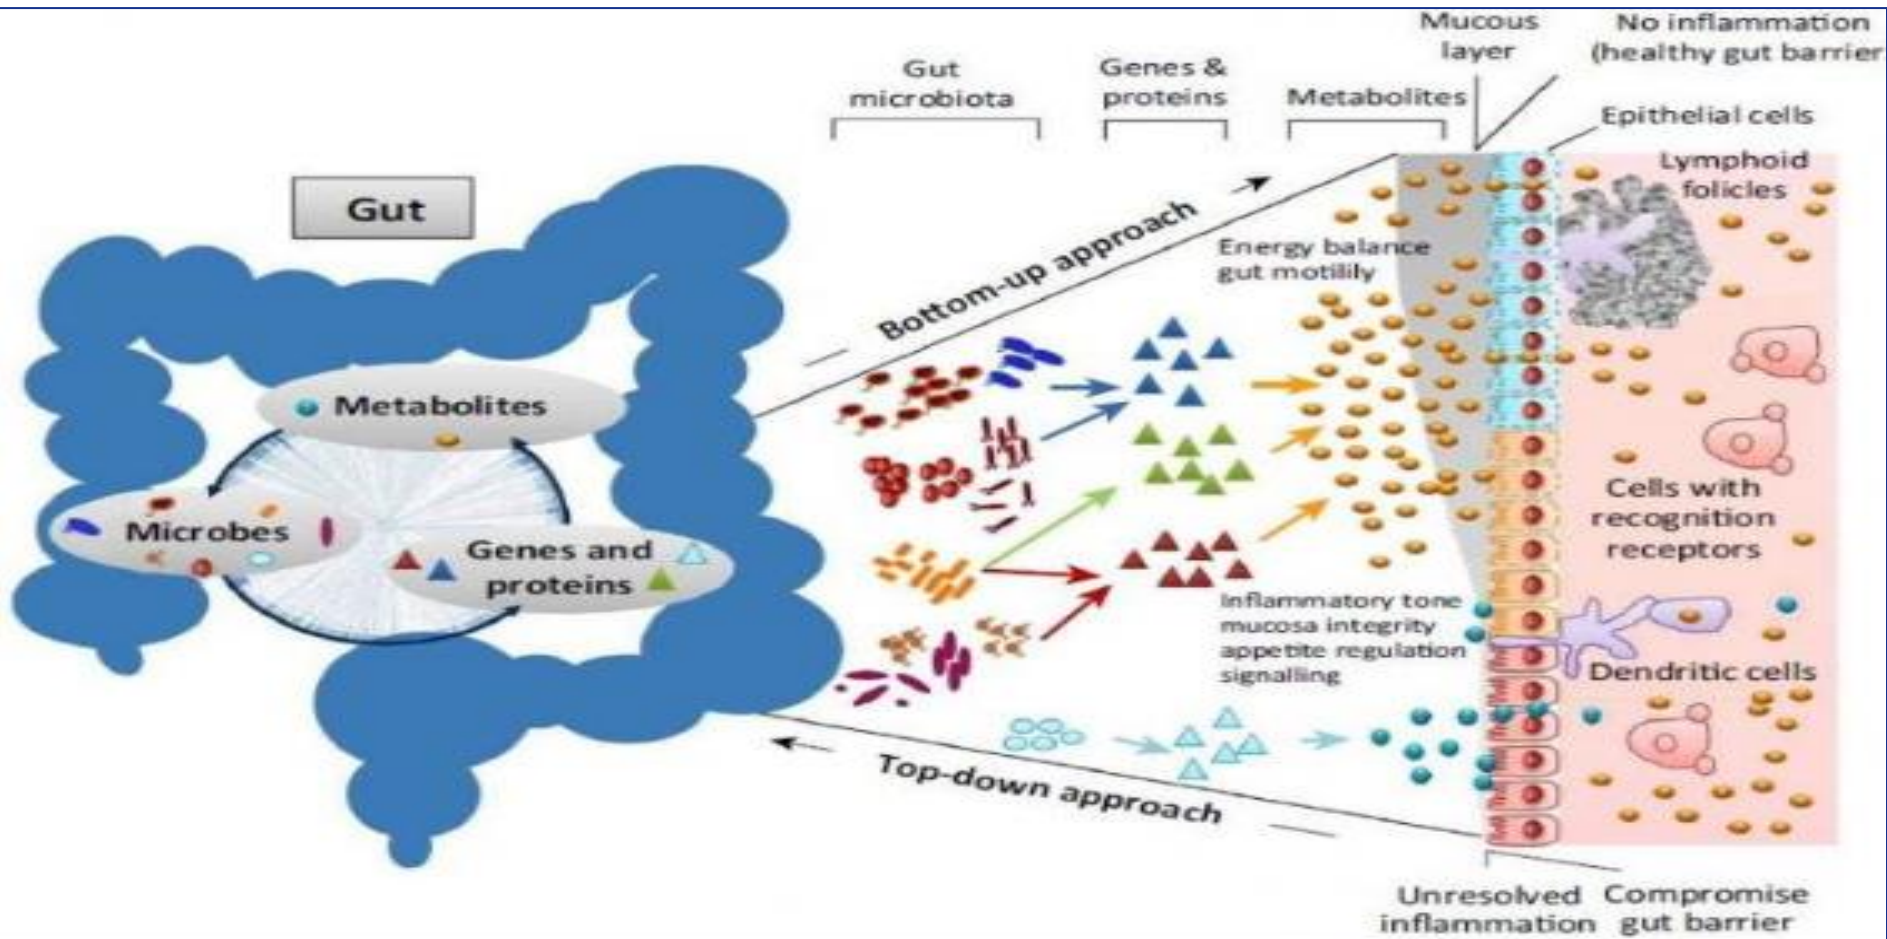 Mucous
layer
No inflammation
(healthy gut barrier
Gut
microbiota
Genes &
proteins
Metabolites
Epithelial cells
Lymphoid
folicles
Gut
Bottom-up approach
Energy balance
gut motilily
Metabolites
Microbes
Genes and
proteins
Cells with
recognition
receptors
Inflammatory tone
mucosa integrity
appetite regulation
signalling
Dendritic cells
Top-down approach
Unresolved
inflammation
Compromise
gut barrier